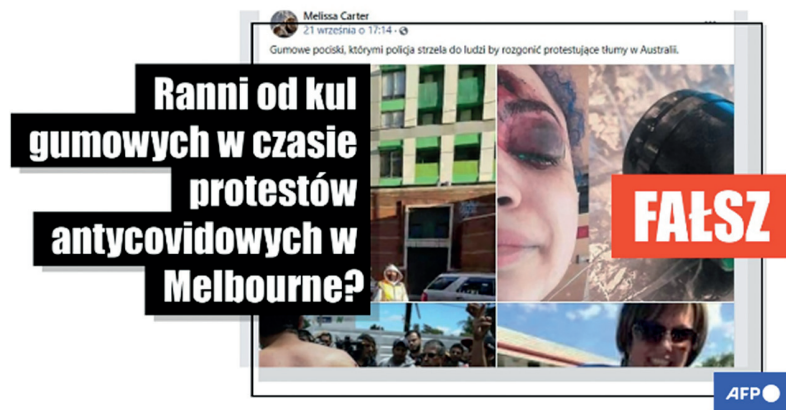 Melissa Carter
21 września o 17:14 ·
Gumowe pociski, którymi policja strzela do ludzi by rozgonić protestujące tłumy w Australii.
Ranni od kul
gumowych w czasie
protestów
antycovidowych w
Melbourne?
FAŁSZ
AFP